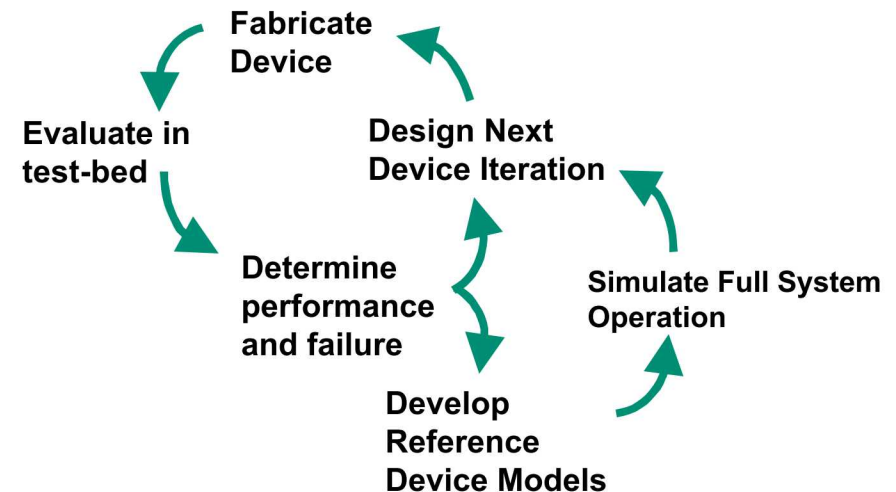 Fabricate
Device
Evaluate in
test-bed
Design Next
Device Iteration
Determine
performance
and failure
Simulate Full System
Operation
Develop
Reference
Device Models